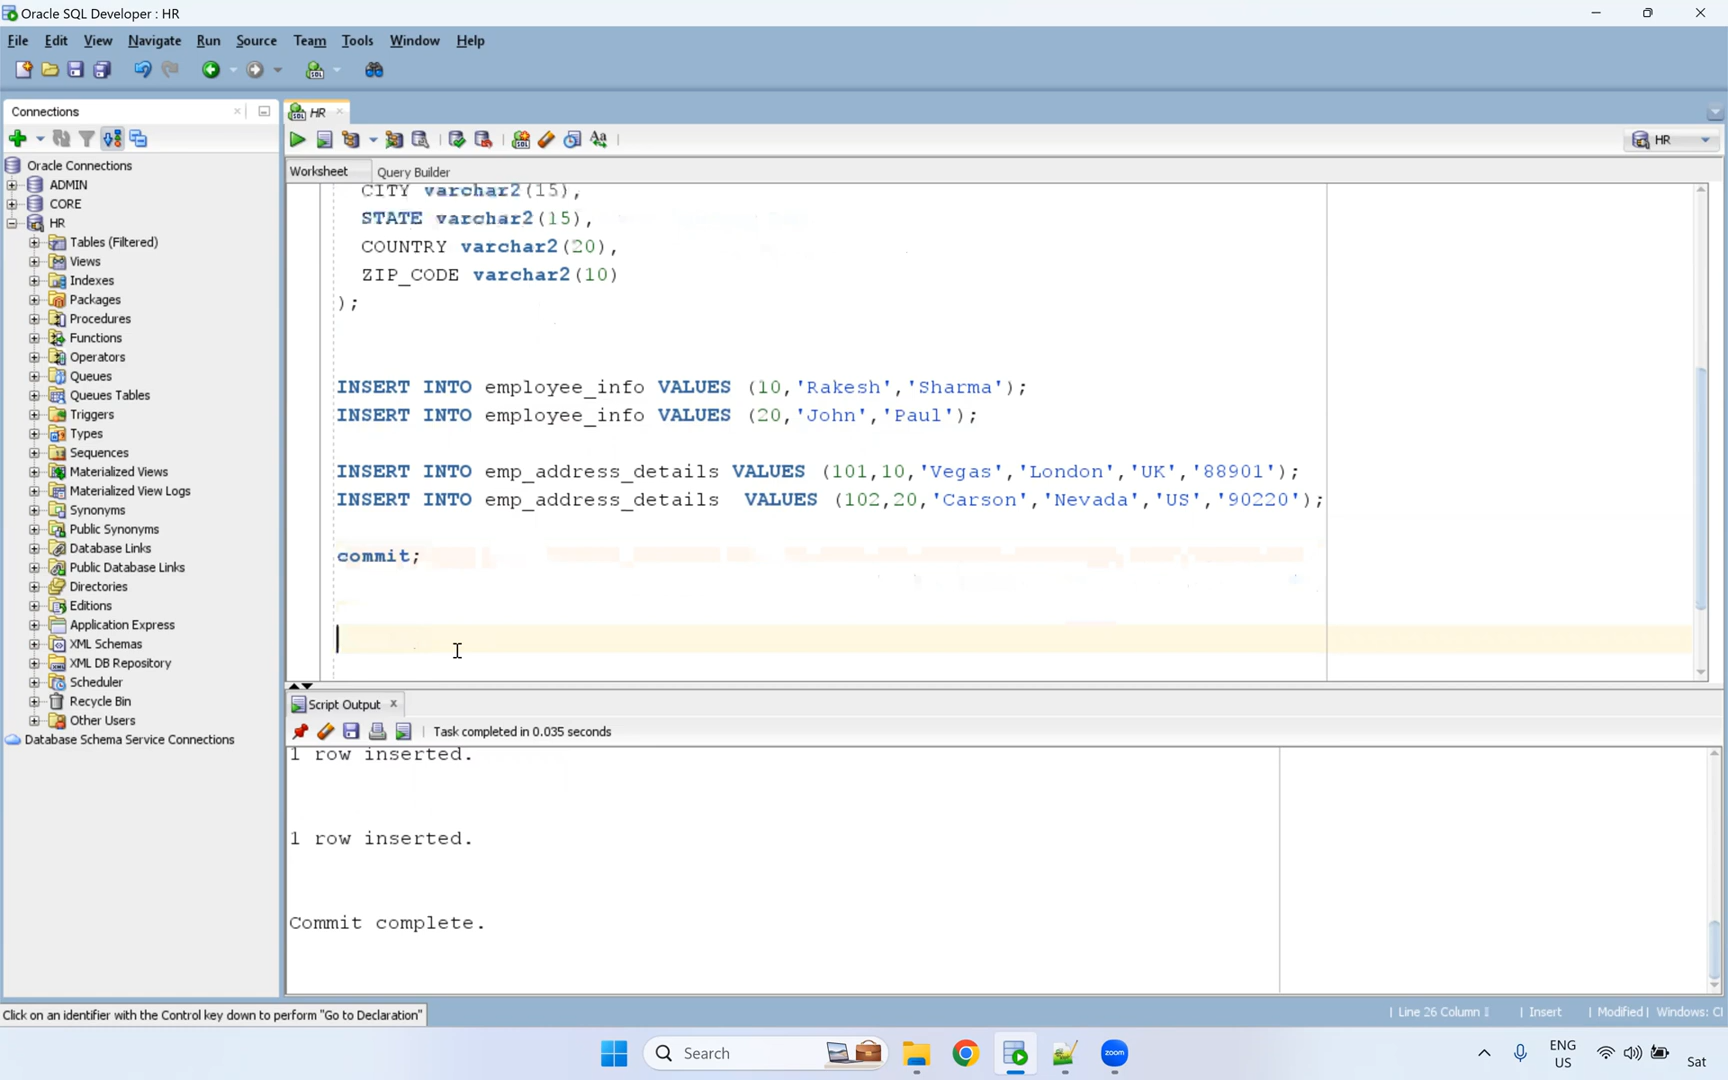 Oracle SQL Developer : HR
File Edit View Navigate Run Source Team Tools Window Help
Connections
HR
HR
Worksheet Query Builder
Oracle Connections
ADMIN
CORE
HR
Tables (Filtered)
Views
Indexes
Packages
Procedures
Functions
Operators
Queues
Queues Tables
Triggers
Types
Sequences
Materialized Views
Materialized View Logs
Synonyms
Public Synonyms
Database Links
Public Database Links
Directories
Editions
Application Express
XML Schemas
XML DB Repository
Scheduler
Recycle Bin
Other Users
Database Schema Service Connections
CITY varchar2(15),
STATE varchar2(15),
COUNTRY varchar2(20),
ZIP_CODE varchar2(10)
);
INSERT INTO employee_info VALUES (10,'Rakesh','Sharma');
INSERT INTO employee_info VALUES (20,'John','Paul');
INSERT INTO emp_address_details VALUES (101,10,'Vegas','London','UK','88901');
INSERT INTO emp_address_details  VALUES (102,20,'Carson','Nevada','US','90220');
commit;
Script Output
Task completed in 0.035 seconds
1 row inserted.
1 row inserted.
Commit complete.
Click on an identifier with the Control key down to perform "Go to Declaration"
Line 26 Column
Insert
Modified
Windows: C
Search
ENG
US
Sat